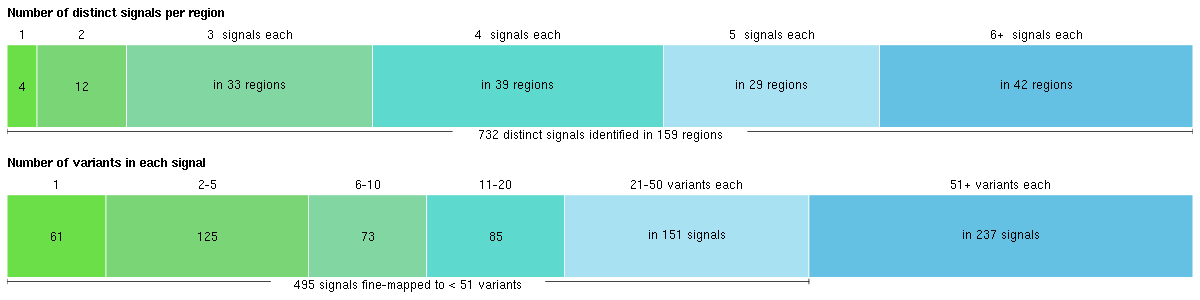 Number of distinct signals per region
1 2 3 signals each 4 signals each 5 signals each 6+ signals each
4 12 in 33 regions in 39 regions in 29 regions in 42 regions
732 distinct signals identified in 159 regions
Number of variants in each signal
1 2-5 6-10 11-20 21-50 variants each 51+ variants each
61 125 73 85 in 151 signals in 237 signals
495 signals fine-mapped to < 51 variants